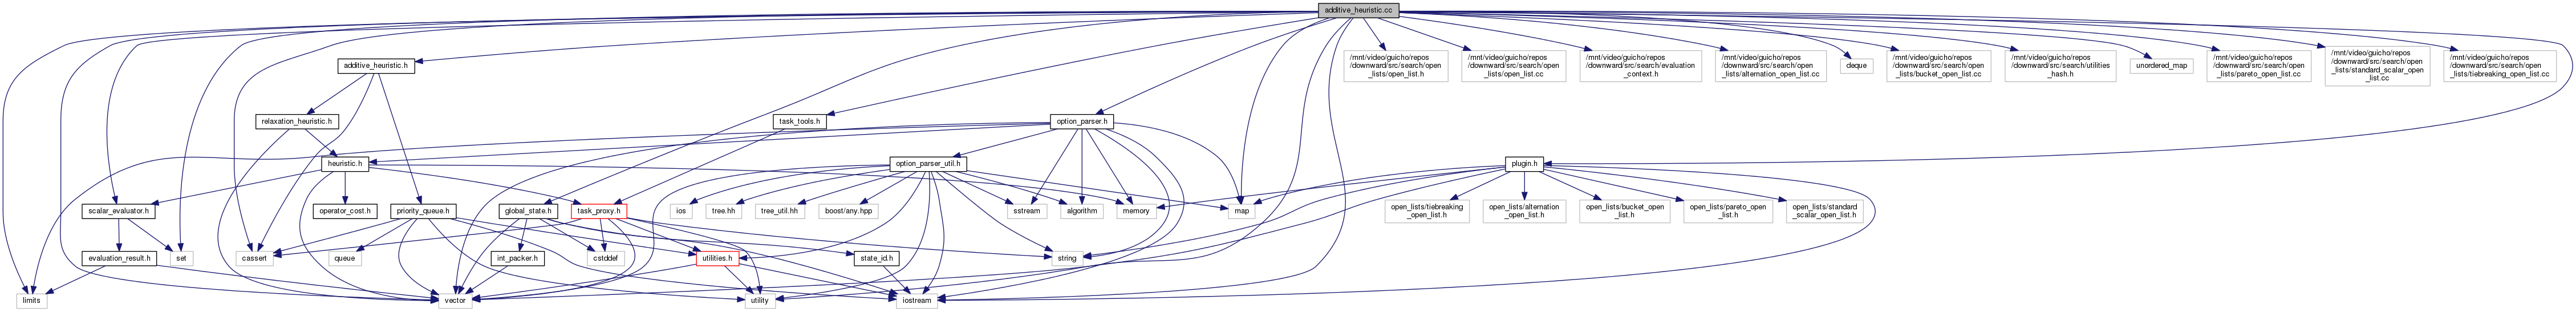 additive_heuristic.cc
additive_heuristic.h
/mnt/video/guicho/repos
/downward/src/search/open
_lists/open_list.h
/mnt/video/guicho/repos
/downward/src/search/open
_lists/open_list.cc
/mnt/video/guicho/repos
/downward/src/search/evaluation
_context.h
/mnt/video/guicho/repos
/downward/src/search/open
_lists/alternation_open_list.cc
deque
/mnt/video/guicho/repos
/downward/src/search/open
_lists/bucket_open_list.cc
/mnt/video/guicho/repos
/downward/src/search/utilities
_hash.h
unordered_map
/mnt/video/guicho/repos
/downward/src/search/open
_lists/pareto_open_list.cc
/mnt/video/guicho/repos
/downward/src/search/open
_lists/standard_scalar_open
_list.cc
/mnt/video/guicho/repos
/downward/src/search/open
_lists/tiebreaking_open_list.cc
relaxation_heuristic.h
task_tools.h
option_parser.h
heuristic.h
option_parser_util.h
plugin.h
scalar_evaluator.h
operator_cost.h
priority_queue.h
global_state.h
task_proxy.h
ios
tree.hh
tree_util.hh
boost/any.hpp
sstream
algorithm
memory
map
open_lists/tiebreaking
_open_list.h
open_lists/alternation
_open_list.h
open_lists/bucket_open
_list.h
open_lists/pareto_open
_list.h
open_lists/standard
_scalar_open_list.h
evaluation_result.h
set
cassert
queue
int_packer.h
cstddef
utilities.h
state_id.h
string
limits
vector
utility
iostream